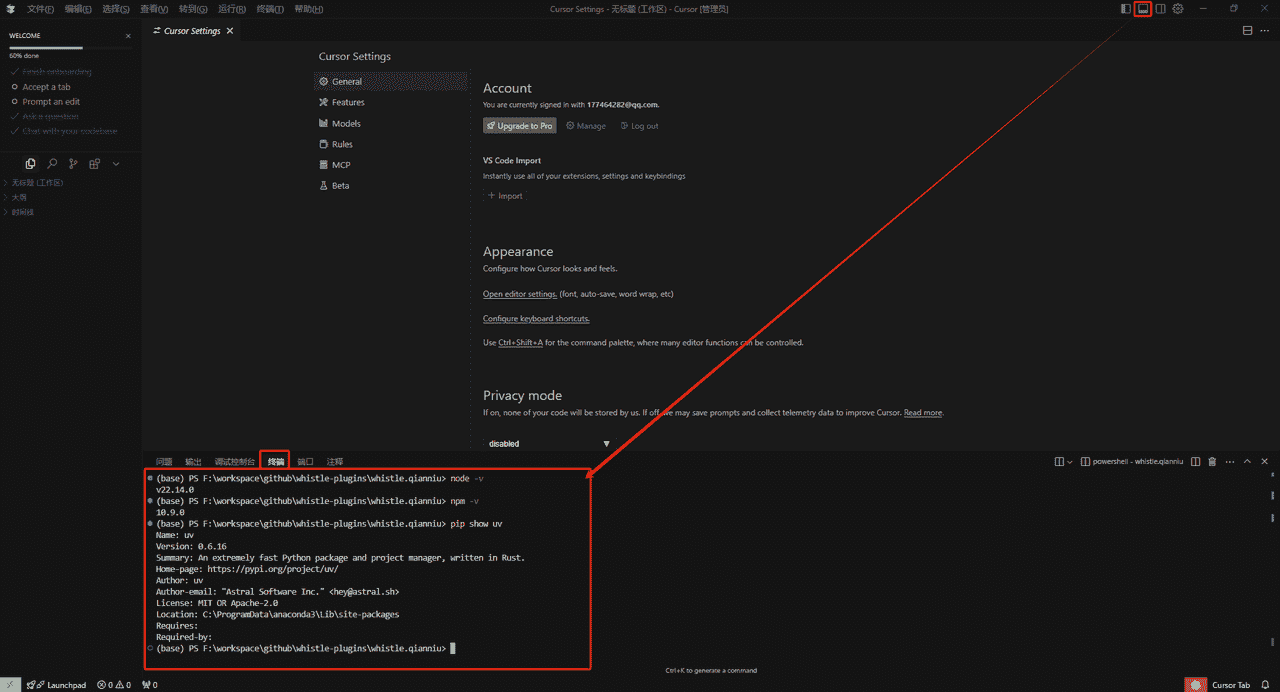 文件(F) 编辑(E) 选择(S) 查看(V) 转到(G) 运行(R) 终端(T) 帮助(H)
Cursor Settings - 无标题 (工作区) - Cursor [管理员]
WELCOME
60% done
Finish onboarding
Accept a tab
Prompt an edit
Ask a question
Chat with your codebase
无标题 (工作区)
大纲
时间线
Cursor Settings
Cursor Settings
General
Features
Models
Rules
MCP
Beta
Account
You are currently signed in with 177464282@qq.com.
Upgrade to Pro Manage Log out
VS Code Import
Instantly use all of your extensions, settings and keybindings
+ Import
Appearance
Configure how Cursor looks and feels.
Open editor settings. (font, auto-save, word wrap, etc)
Configure keyboard shortcuts.
Use Ctrl+Shift+A for the command palette, where many editor functions can be controlled.
Privacy mode
If on, none of your code will be stored by us. If off, we may save prompts and collect telemetry data to improve Cursor. Read more.
disabled
问题 输出 调试控制台 终端 端口 注释
powershell - whistle.qianniu
(base) PS F:\workspace\github\whistle-plugins\whistle.qianniu> node -v
v22.14.0
(base) PS F:\workspace\github\whistle-plugins\whistle.qianniu> npm -v
10.9.0
(base) PS F:\workspace\github\whistle-plugins\whistle.qianniu> pip show uv
Name: uv
Version: 0.6.16
Summary: An extremely fast Python package and project manager, written in Rust.
Home-page: https://pypi.org/project/uv/
Author: uv
Author-email: "Astral Software Inc." <hey@astral.sh>
License: MIT OR Apache-2.0
Location: C:\ProgramData\anaconda3\Lib\site-packages
Requires:
Required-by:
(base) PS F:\workspace\github\whistle-plugins\whistle.qianniu>
Ctrl+K to generate a command
Launchpad 0 0 0
Cursor Tab